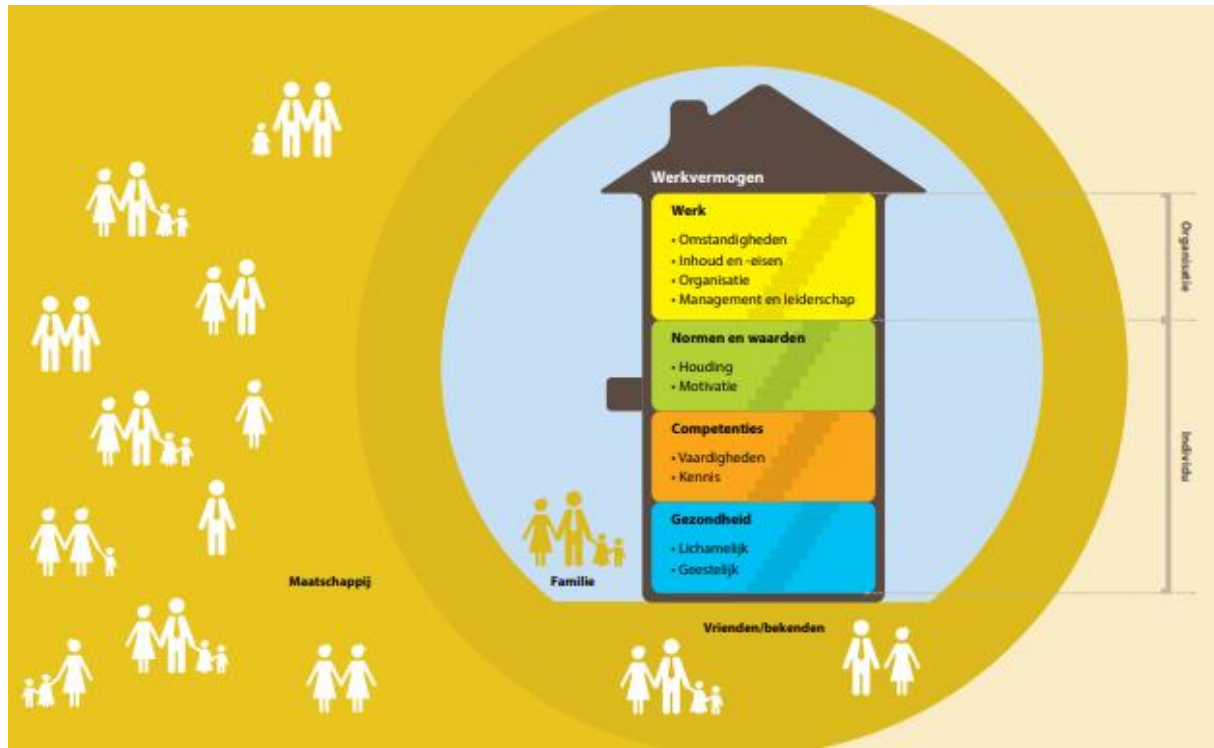 Werkvermogen
Werk
• Omstandigheden
• Inhoud en -eisen
• Organisatie
• Management en leiderschap
Normen en waarden
• Houding
• Motivatie
Competenties
• Vaardigheden
• Kennis
Gezondheid
• Lichamelijk
• Geestelijk
Organisatie
Individu
Maatschappij
Familie
Vrienden/bekenden